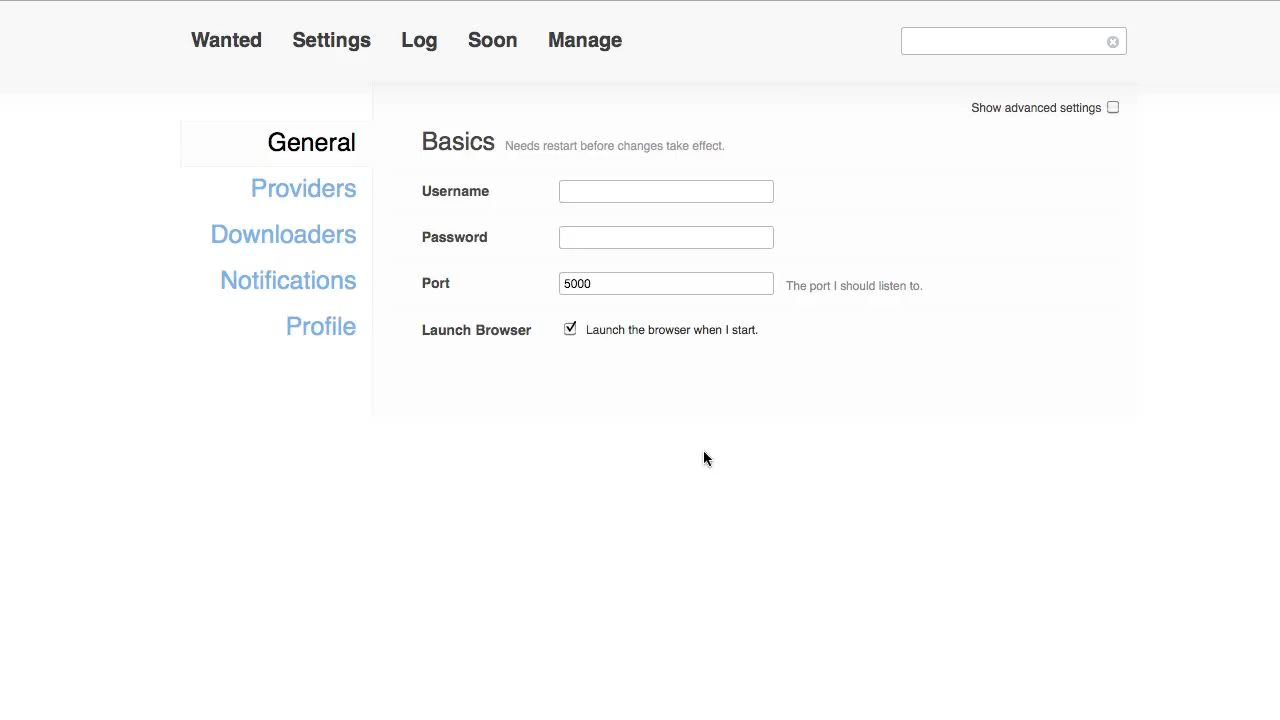 Wanted Settings Log Soon Manage
Show advanced settings
General
Providers
Downloaders
Notifications
Profile
Basics Needs restart before changes take effect.
Username
Password
Port 5000 The port I should listen to.
Launch Browser Launch the browser when I start.